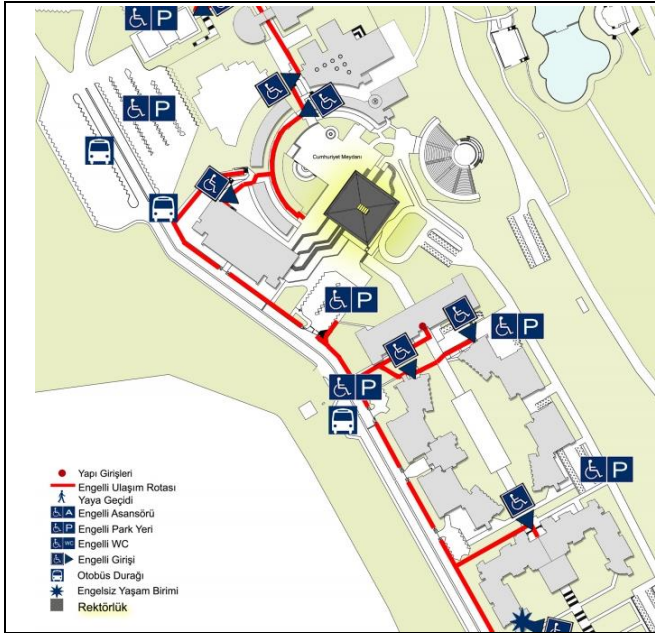 P
Cumhuriyet Meydanı
P
P
P
P
Yapı Girişleri
Engelli Ulaşım Rotası
Yaya Geçidi
A Engelli Asansörü
P Engelli Park Yeri
WC Engelli WC
Engelli Girişi
Otobüs Durağı
Engelsiz Yaşam Birimi
Rektörlük